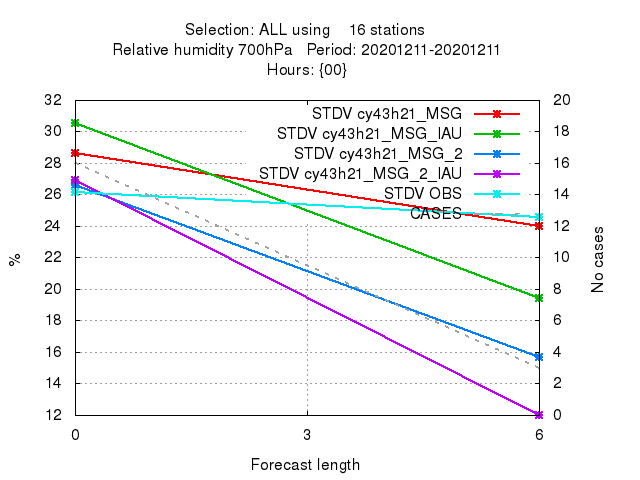 Selection: ALL using 16 stations
Relative humidity 700hPa Period: 20201211-20201211
Hours: {00}
32 20
STDV cy43h21_MSG
30 18
STDV cy43h21_MSG_IAU
28 16
STDV cy43h21_MSG_2
STDV cy43h21_MSG_2_IAU
26 14
STDV OBS
CASES
24 12
22 10
% No cases
20 8
18 6
16 4
14 2
12 0
0 3 6
Forecast length